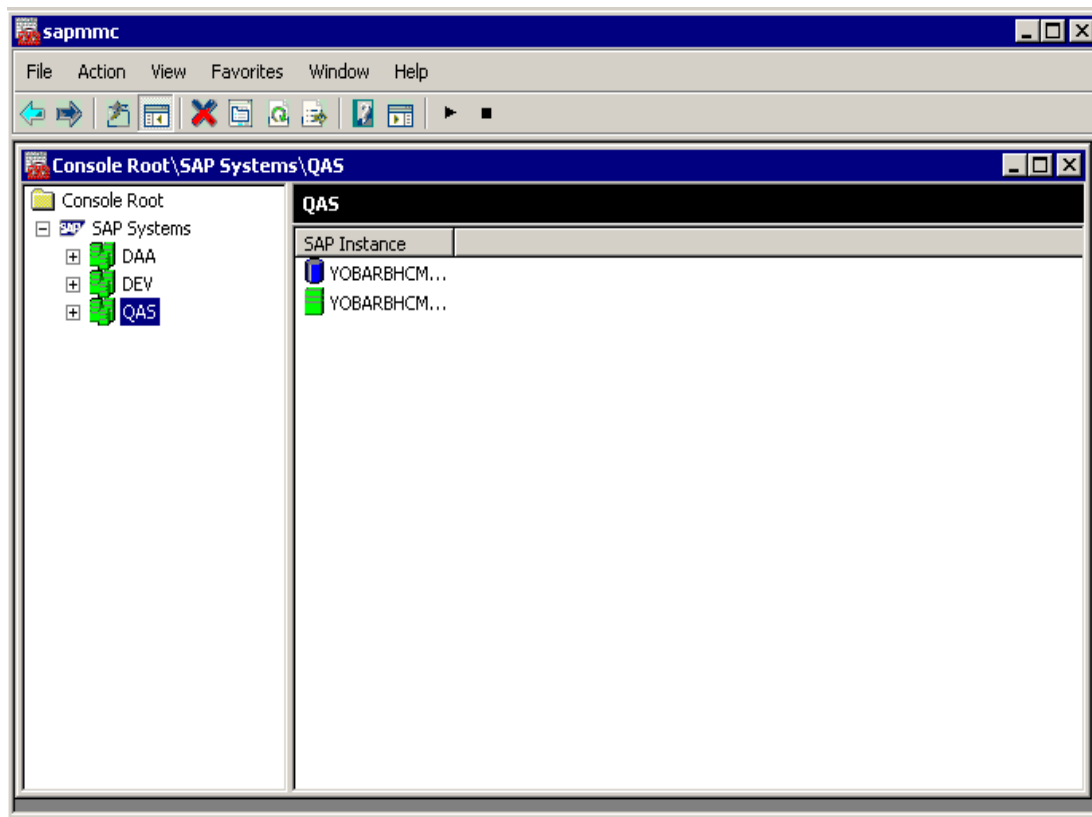 sapmmc
File Action View Favorites Window Help
Console Root\SAP Systems\QAS
Console Root
SAP SAP Systems
DAA
DEV
QAS
QAS
SAP Instance
YOBARBHCM...
YOBARBHCM...